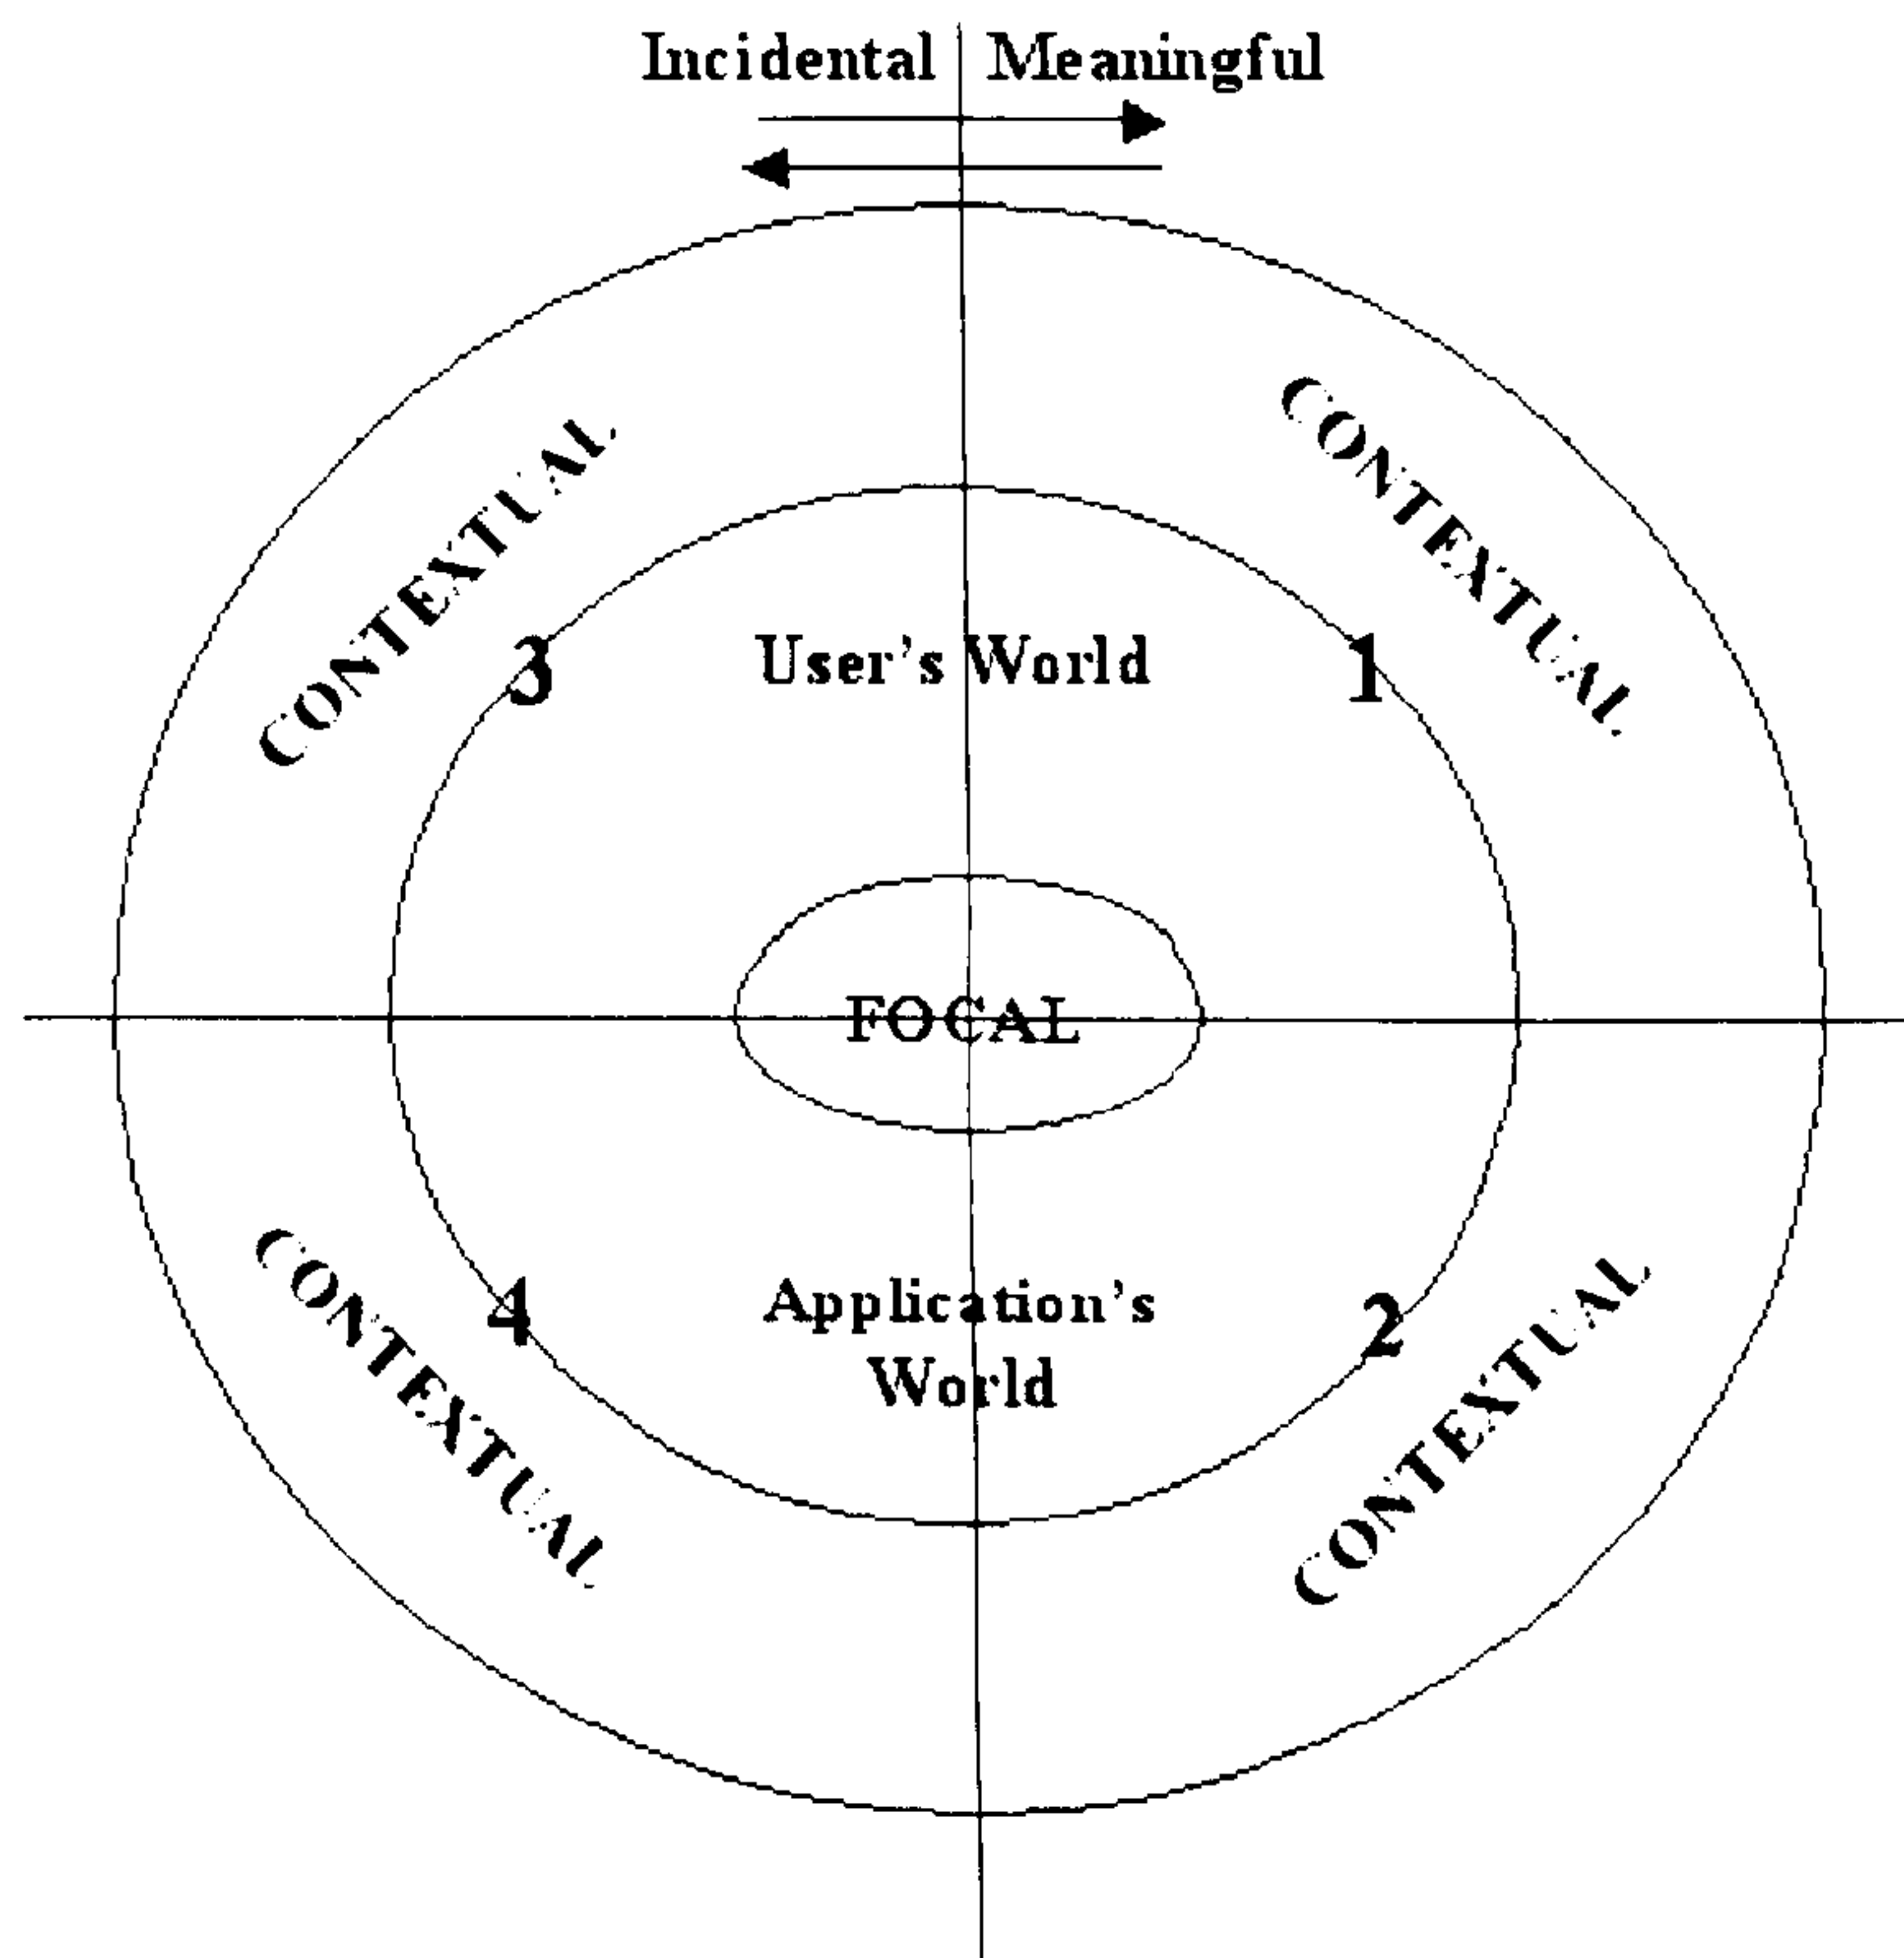 Incidental Meaningful
CONTEXTUAL
CONTEXTUAL
3
User's World
1
FOCAL
CONTEXTUAL
CONTEXTUAL
4
Application's
World
2